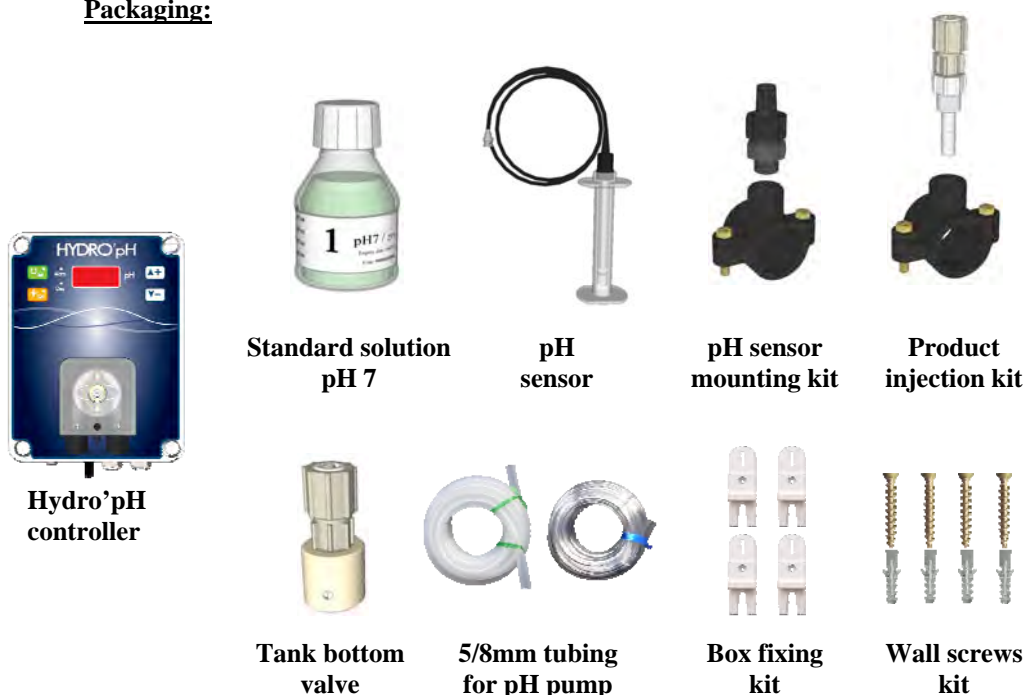 Packaging:
1 pH7 /
HYDRO'pH
pH
Standard solution
pH 7
pH
sensor
pH sensor
mounting kit
Product
injection kit
Hydro'pH
controller
Tank bottom
valve
5/8mm tubing
for pH pump
Box fixing
kit
Wall screws
kit